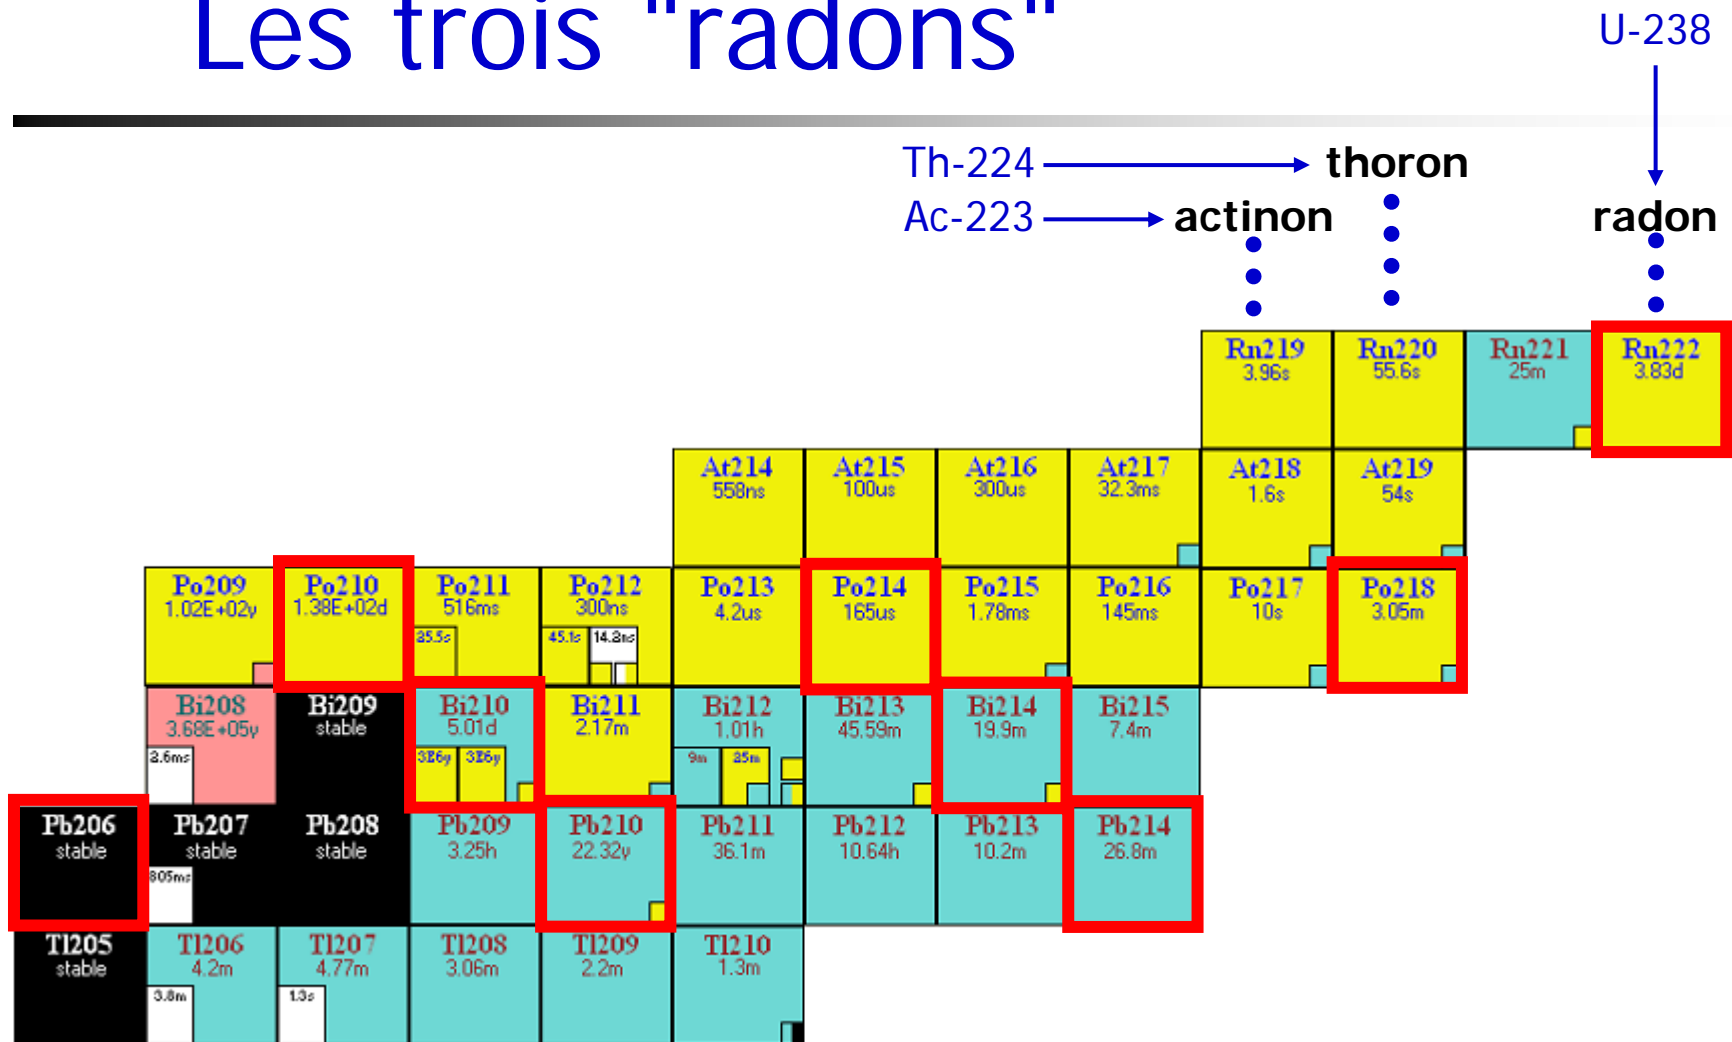 Les trois "radons"
U-238
Th-224 thoron
Ac-223 actinon radon
Rn219 Rn220 Rn221 Rn222
3.96s 55.6s 25m 3.83d
At214 At215 At216 At217 At218 At219
558ns 100us 300us 32.3ms 1.6s 54s
Po209 Po210 Po211 Po212 Po213 Po214 Po215 Po216 Po217 Po218
1.02E+02y 1.38E+02d 516ms 300ns 4.2us 165us 1.78ms 145ms 10s 3.05m
25.5s 45.1s 14.2ns
Bi208 Bi209 Bi210 Bi211 Bi212 Bi213 Bi214 Bi215
3.68E+05y stable 5.01d 2.17m 1.01h 45.59m 19.9m 7.4m
2.6ms 3E6y 3E6y 9m 25m
Pb206 Pb207 Pb208 Pb209 Pb210 Pb211 Pb212 Pb213 Pb214
stable stable stable 3.25h 22.32y 36.1m 10.64h 10.2m 26.8m
805ms
Tl205 Tl206 Tl207 Tl208 Tl209 Tl210
stable 4.2m 4.77m 3.06m 2.2m 1.3m
3.8m 1.3s